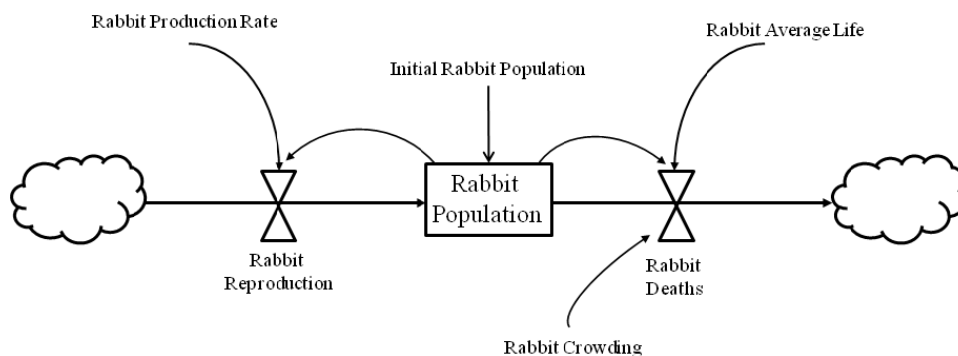 Rabbit Production Rate
Rabbit Average Life
Initial Rabbit Population
Rabbit
Population
Rabbit
Reproduction
Rabbit
Deaths
Rabbit Crowding